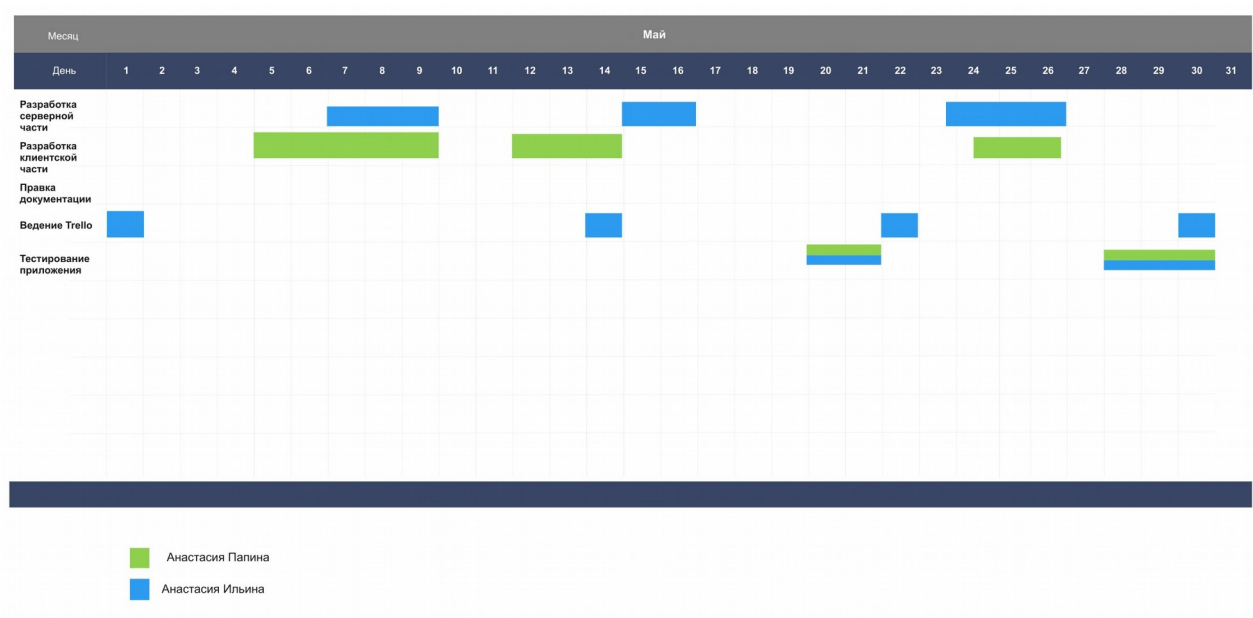 Месяц
Май
День 1 2 3 4 5 6 7 8 9 10 11 12 13 14 15 16 17 18 19 20 21 22 23 24 25 26 27 28 29 30 31
Разработка
серверной
части
Разработка
клиентской
части
Правка
документации
Ведение Trello
Тестирование
приложения
Анастасия Папина
Анастасия Ильина